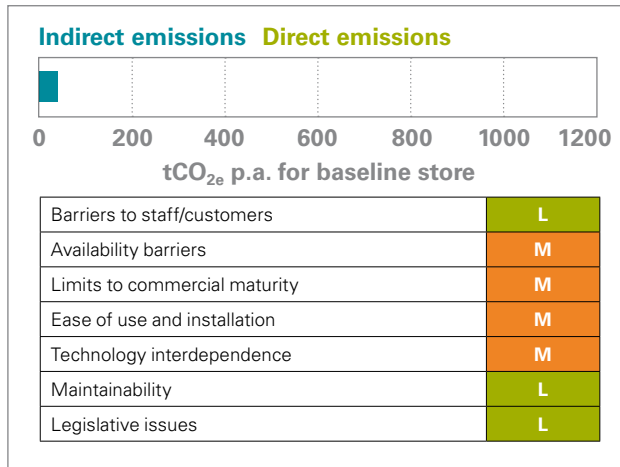 Indirect emissions Direct emissions
0 200 400 600 800 1000 1200
tCO2e p.a. for baseline store
Barriers to staff/customers L
Availability barriers M
Limits to commercial maturity M
Ease of use and installation M
Technology interdependence M
Maintainability L
Legislative issues L